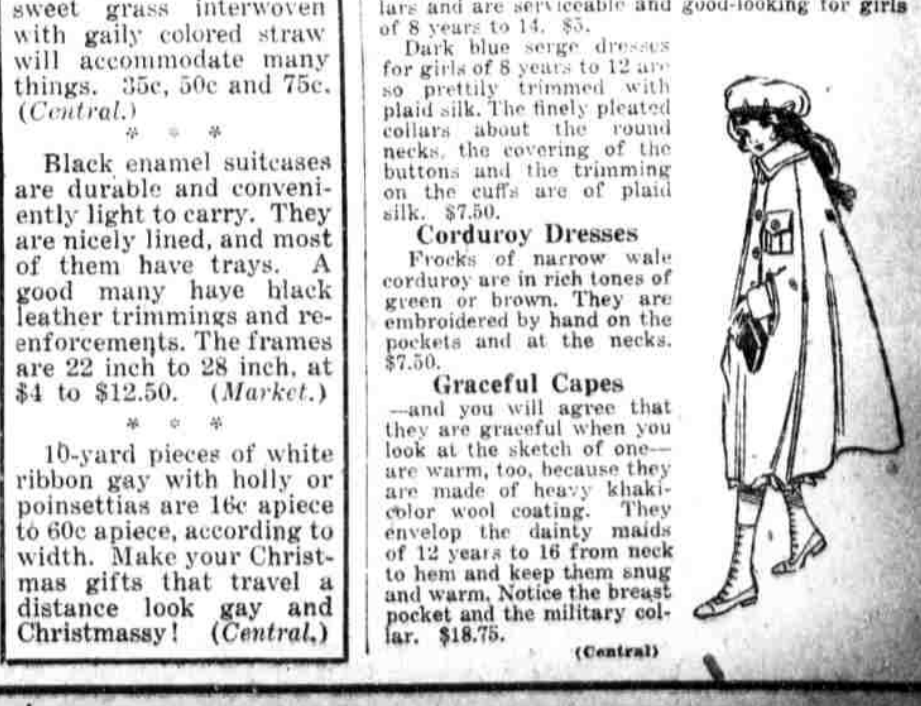 sweet grass interwoven
with gaily colored straw
will accommodate many
things. 35c, 50c and 75c.
(Central.)
* * *
Black enamel suitcases
are durable and conveni-
ently light to carry. They
are nicely lined, and most
of them have trays. A
good many have black
leather trimmings and re-
enforcements. The frames
are 22 inch to 28 inch, at
$4 to $12.50. (Market.)
* * *
10-yard pieces of white
ribbon gay with holly or
poinsettias are 16c apiece
to 60c apiece, according to
width. Make your Christ-
mas gifts that travel a
distance look gay and
Christmassy! (Central.)
lars and are serviceable and good-looking for girls
of 8 years to 14. $5.
Dark blue serge dresses
for girls of 8 years to 12 are
so prettily trimmed with
plaid silk. The finely pleated
collars about the round
necks, the covering of the
buttons and the trimming
on the cuffs are of plaid
silk. $7.50.
Corduroy Dresses
Frocks of narrow wale
corduroy are in rich tones of
green or brown. They are
embroidered by hand on the
pockets and at the necks.
$7.50.
Graceful Capes
—and you will agree that
they are graceful when you
look at the sketch of one—
are warm, too, because they
are made of heavy khaki-
color wool coating. They
envelop the dainty maids
of 12 years to 16 from neck
to hem and keep them snug
and warm. Notice the breast
pocket and the military col-
lar. $18.75.
(Central)